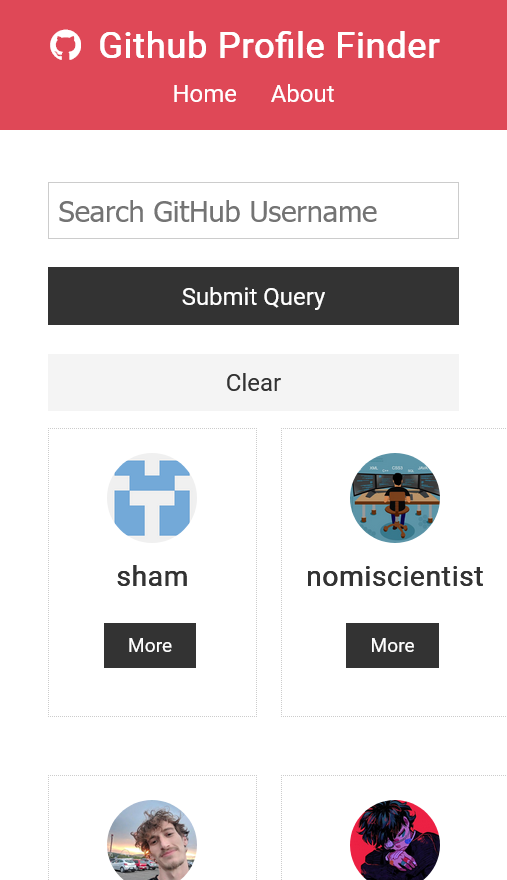 Github Profile Finder
Home About
Search GitHub Username
Submit Query
Clear
sham
nomiscientist
More
More